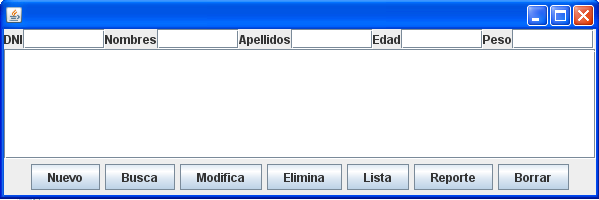 DNI Nombres Apellidos Edad Peso
Nuevo Busca Modifica Elimina Lista Reporte Borrar